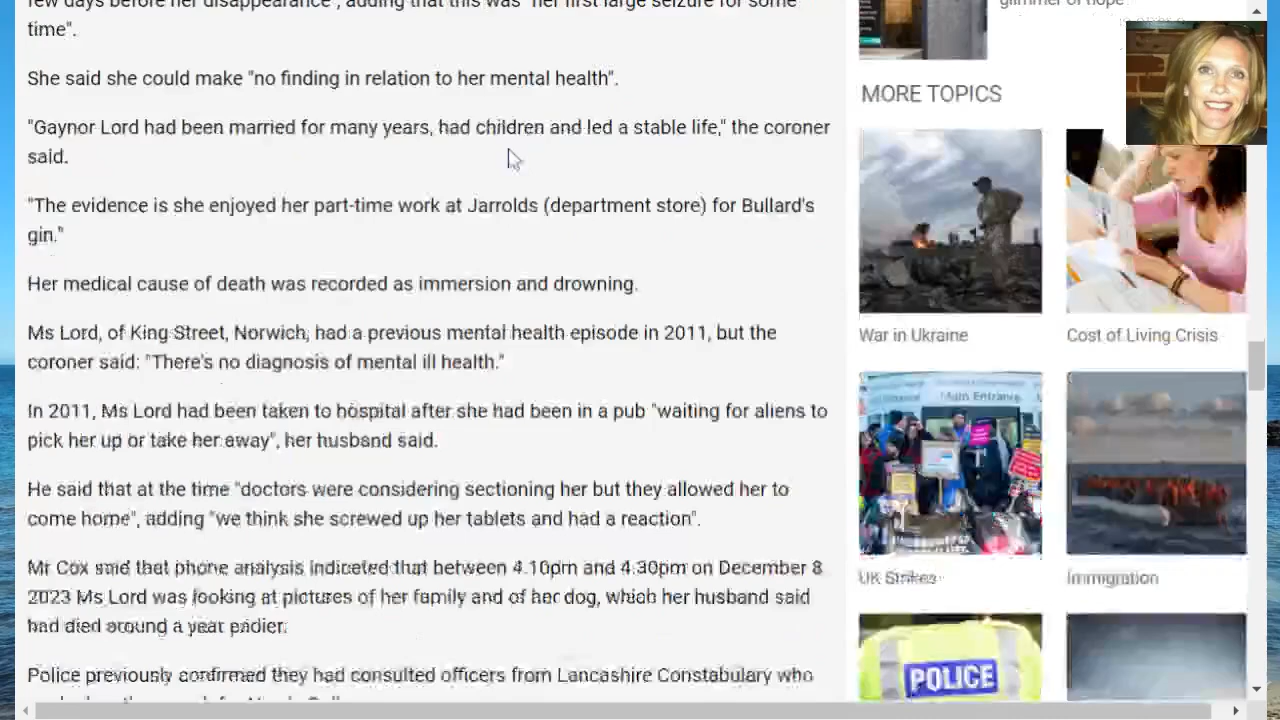 few days before her disappearance", adding that this was "her first large seizure for some
time".
She said she could make "no finding in relation to her mental health".
"Gaynor Lord had been married for many years, had children and led a stable life," the coroner
said.
"The evidence is she enjoyed her part-time work at Jarrolds (department store) for Bullard's
gin."
Her medical cause of death was recorded as immersion and drowning.
Ms Lord, of King Street, Norwich, had a previous mental health episode in 2011, but the
coroner said: "There's no diagnosis of mental ill health."
In 2011, Ms Lord had been taken to hospital after she had been in a pub "waiting for aliens to
pick her up or take her away", her husband said.
He said that at the time "doctors were considering sectioning her but they allowed her to
come home", adding "we think she screwed up her tablets and had a reaction".
Mr Cox said that phone analysis indicated that between 4.10pm and 4.30pm on December 8
2023 Ms Lord was looking at pictures of her family and of her dog, which her husband said
had died around a year earlier.
Police previously confirmed they had consulted officers from Lancashire Constabulary who
glimmer of hope
MORE TOPICS
War in Ukraine
Cost of Living Crisis
Main Entrance
UK Strikes
Immigration
POLICE